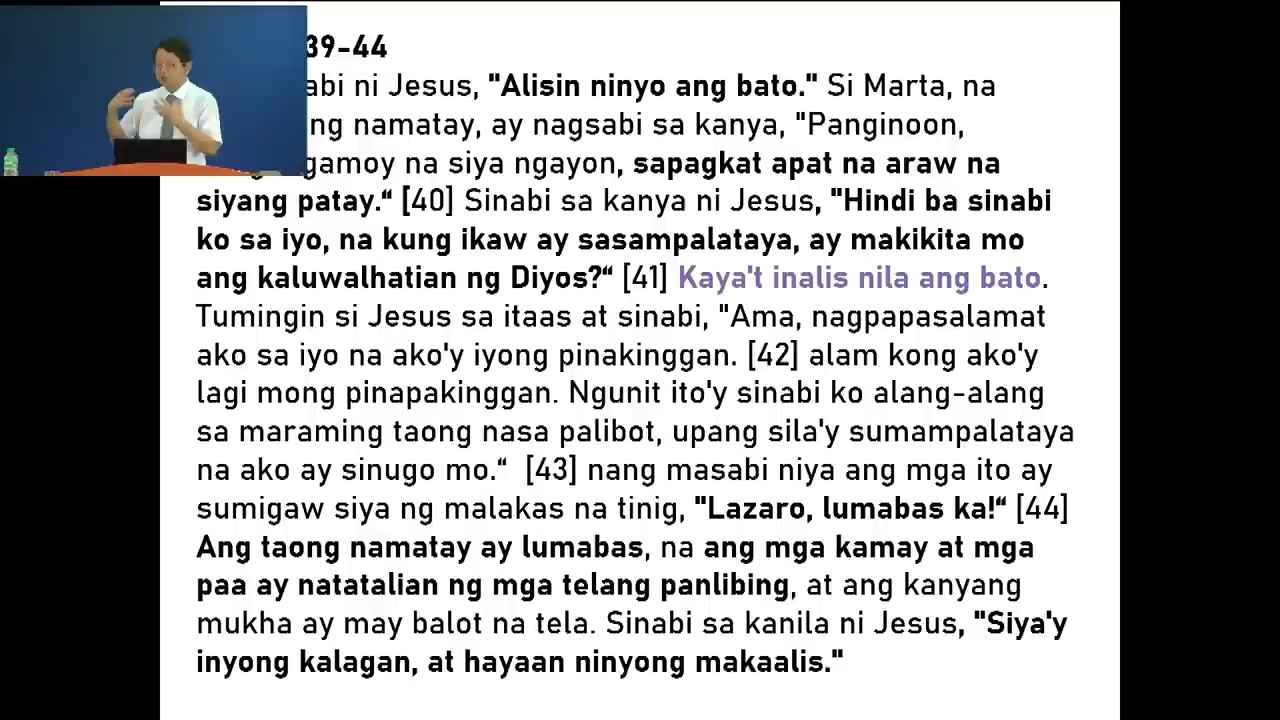 39-44
ni Jesus, "Alisin ninyo ang bato." Si Marta, na
namatay, ay nagsabi sa kanya, "Panginoon,
na siya ngayon, sapagkat apat na araw na
siyang patay.“ [40] Sinabi sa kanya ni Jesus, "Hindi ba sinabi
ko sa iyo, na kung ikaw ay sasampalataya, ay makikita mo
ang kaluwalhatian ng Diyos?“ [41] Kaya't inalis nila ang bato.
Tumingin si Jesus sa itaas at sinabi, "Ama, nagpapasalamat
ako sa iyo na ako'y iyong pinakinggan. [42] alam kong ako'y
lagi mong pinapakinggan. Ngunit ito'y sinabi ko alang-alang
sa maraming taong nasa palibot, upang sila'y sumampalataya
na ako ay sinugo mo.“ [43] nang masabi niya ang mga ito ay
sumigaw siya ng malakas na tinig, "Lazaro, lumabas ka!“ [44]
Ang taong namatay ay lumabas, na ang mga kamay at mga
paa ay natatalian ng mga telang panlibing, at ang kanyang
mukha ay may balot na tela. Sinabi sa kanila ni Jesus, "Siya'y
inyong kalagan, at hayaan ninyong makaalis."